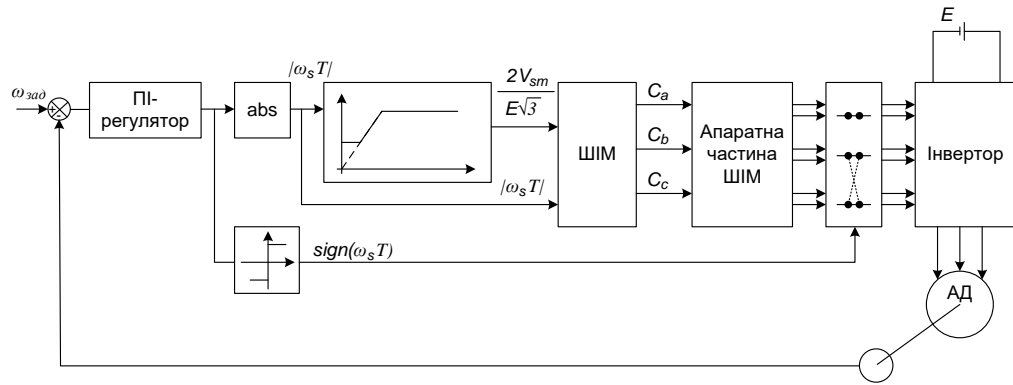 E
|ω_s T|
ω_зад
+
-
ПІ-
регулятор
abs
2V_sm
E√3
ШІМ
C_a
C_b
C_c
Апаратна
частина
ШІМ
Інвертор
|ω_s T|
sign(ω_s T)
АД